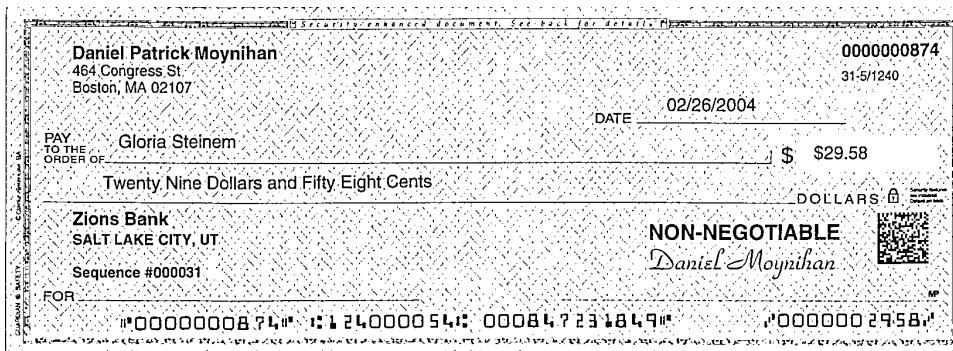 Security enhanced document. See back for details.
Daniel Patrick Moynihan
0000000874
464 Congress St
31-5/1240
Boston, MA 02107
DATE 02/26/2004
PAY TO THE ORDER OF Gloria Steinem $ $29.58
Twenty Nine Dollars and Fifty Eight Cents DOLLARS
Zions Bank
SALT LAKE CITY, UT
NON-NEGOTIABLE
Daniel Moynihan
Sequence #000031
FOR
MP
⑈0000000874⑈ ⑆124000054⑆ 000847231849⑈ ⑇0000002958⑇